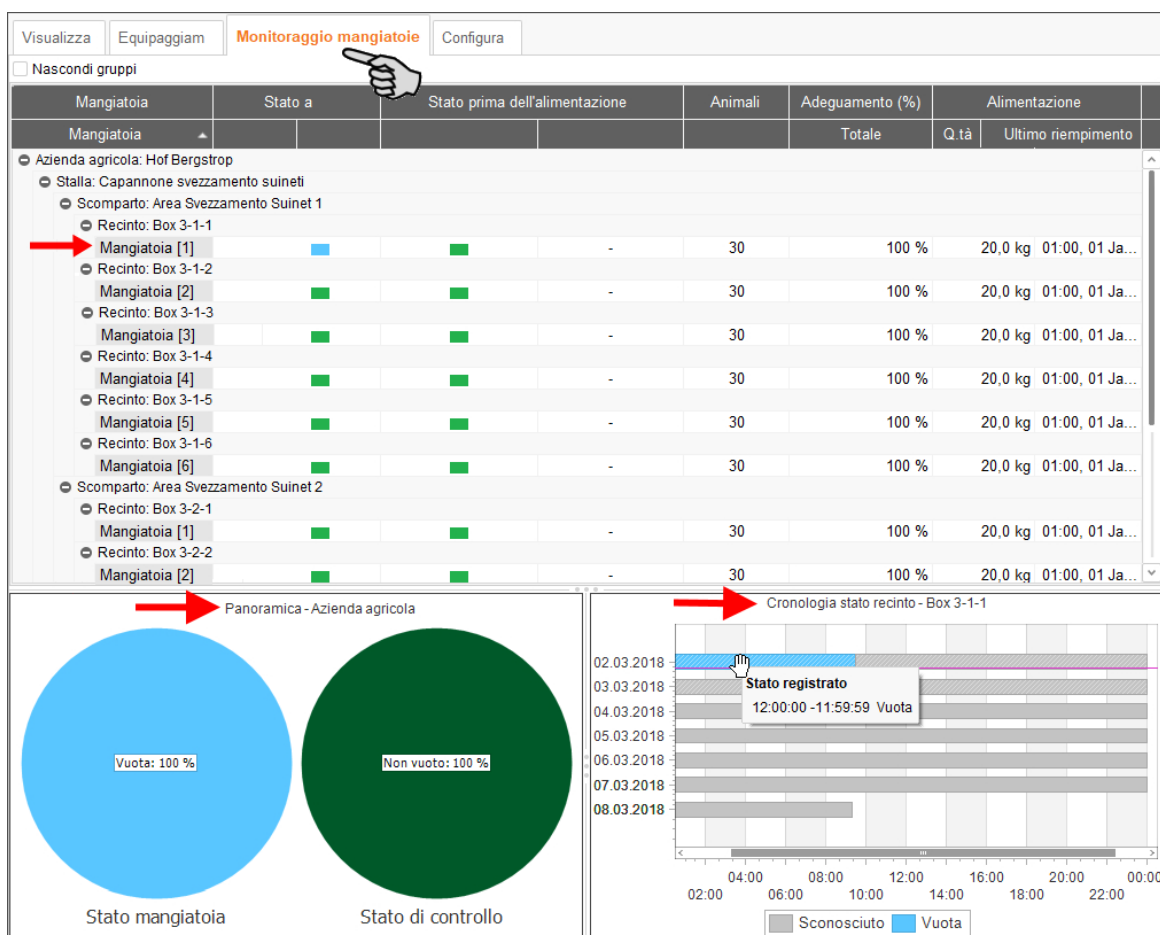 Visualizza Equipaggiam Monitoraggio mangiatoie Configura
Nascondi gruppi
Mangiatoia Stato a Stato prima dell'alimentazione Animali Adeguamento (%) Alimentazione
Mangiatoia Totale Q.tà Ultimo riempimento
Azienda agricola: Hof Bergstrop
Stalla: Capannone svezzamento suineti
Scomparto: Area Svezzamento Suinet 1
Recinto: Box 3-1-1
Mangiatoia [1] - 30 100 % 20,0 kg 01:00, 01 Ja...
Recinto: Box 3-1-2
Mangiatoia [2] - 30 100 % 20,0 kg 01:00, 01 Ja...
Recinto: Box 3-1-3
Mangiatoia [3] - 30 100 % 20,0 kg 01:00, 01 Ja...
Recinto: Box 3-1-4
Mangiatoia [4] - 30 100 % 20,0 kg 01:00, 01 Ja...
Recinto: Box 3-1-5
Mangiatoia [5] - 30 100 % 20,0 kg 01:00, 01 Ja...
Recinto: Box 3-1-6
Mangiatoia [6] - 30 100 % 20,0 kg 01:00, 01 Ja...
Scomparto: Area Svezzamento Suinet 2
Recinto: Box 3-2-1
Mangiatoia [1] - 30 100 % 20,0 kg 01:00, 01 Ja...
Recinto: Box 3-2-2
Mangiatoia [2] - 30 100 % 20,0 kg 01:00, 01 Ja...
Panoramica - Azienda agricola
Vuota: 100 %
Non vuoto: 100 %
Stato mangiatoia
Stato di controllo
Cronologia stato recinto - Box 3-1-1
02.03.2018
03.03.2018
04.03.2018
05.03.2018
06.03.2018
07.03.2018
08.03.2018
Stato registrato
12:00:00 -11:59:59 Vuota
04:00 08:00 12:00 16:00 20:00 00:00
02:00 06:00 10:00 14:00 18:00 22:00
Sconosciuto Vuota